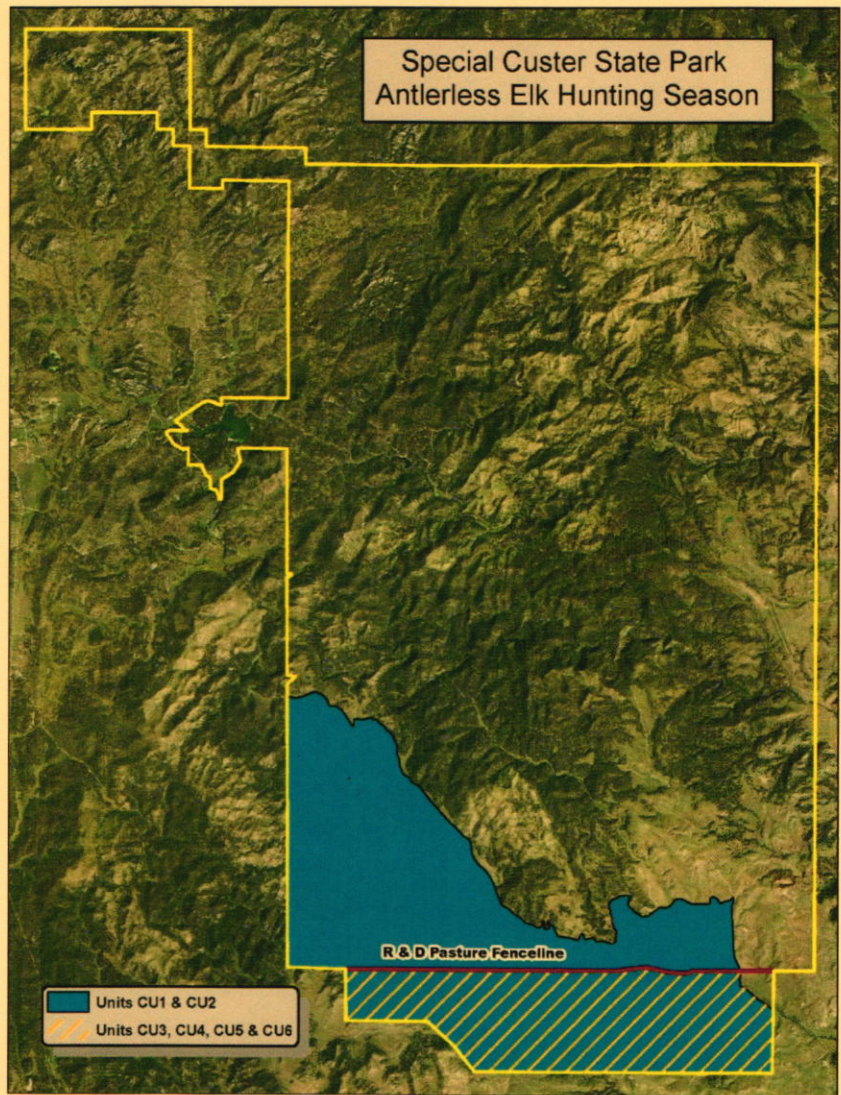 Special Custer State Park
Antlerless Elk Hunting Season
R & D Pasture Fenceline
Units CU1 & CU2
Units CU3, CU4, CU5 & CU6